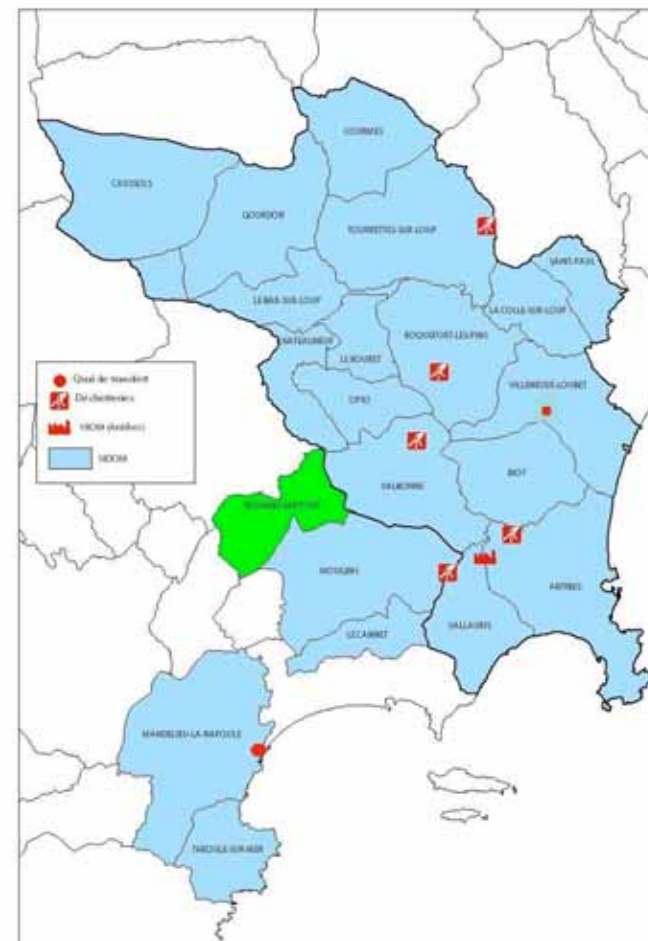 COURMES
CAUSSOLS
GOURDON
TOURRETTES-SUR-LOUP
SAINT-PAUL
LE BAR-SUR-LOUP
LA COLLE-SUR-LOUP
ROQUEFORT-LES-PINS
CHATEAUNEUF
LE ROURET
VILLENEUVE-LOUBET
OPIO
Quai de transfert
Déchetteries
SIDOM
VALBONNE
BIOT
MOUGINS
ANTIBES
LE CANNET
VALLAURIS
MANDELIEU-LA-NAPOULE
THEOULE-SUR-MER